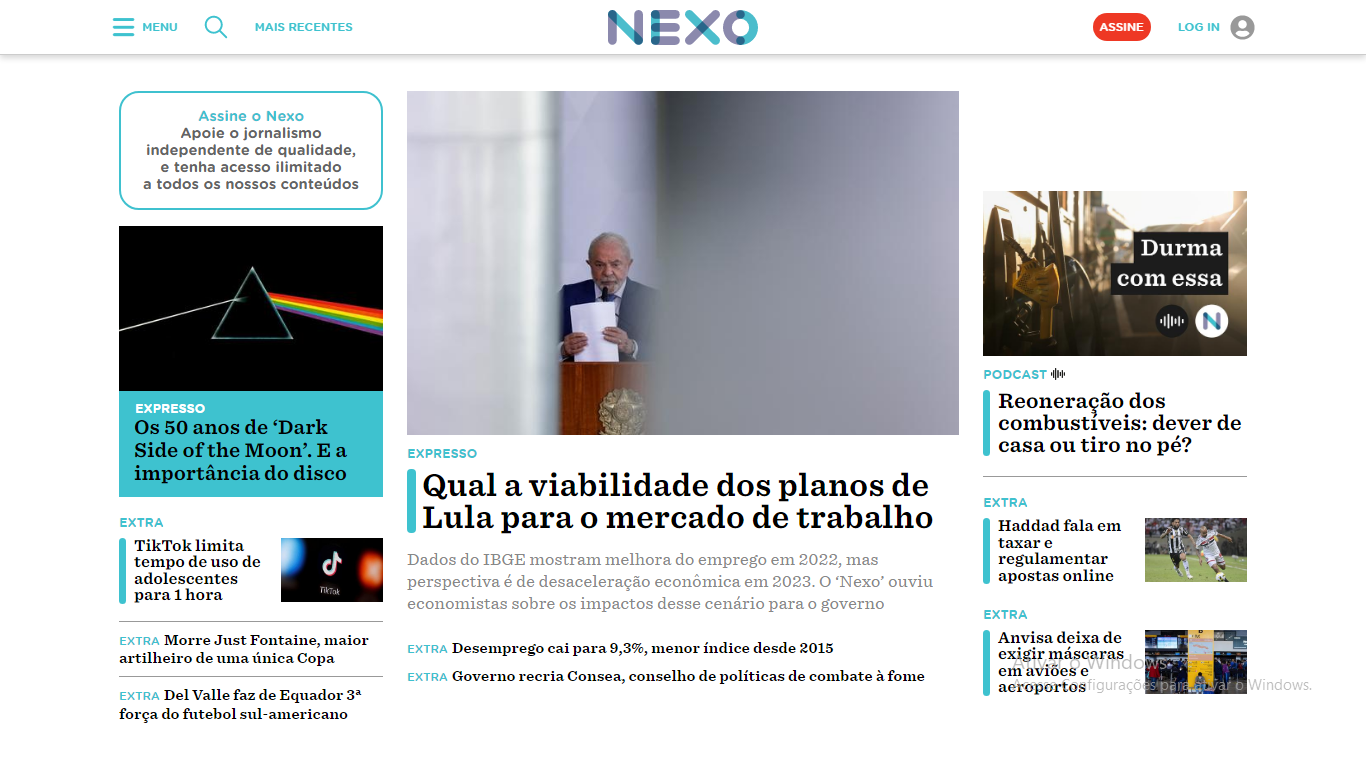 MENU
MAIS RECENTES
NEXO
ASSINE
LOG IN
Assine o Nexo
Apoie o jornalismo
independente de qualidade,
e tenha acesso ilimitado
a todos os nossos conteúdos
EXPRESSO
Os 50 anos de ‘Dark
Side of the Moon’. E a
importância do disco
EXTRA
TikTok limita
tempo de uso de
adolescentes
para 1 hora
TikTok
EXTRA Morre Just Fontaine, maior
artilheiro de uma única Copa
EXTRA Del Valle faz de Equador 3ª
força do futebol sul-americano
EXPRESSO
Qual a viabilidade dos planos de
Lula para o mercado de trabalho
Dados do IBGE mostram melhora do emprego em 2022, mas
perspectiva é de desaceleração econômica em 2023. O ‘Nexo’ ouviu
economistas sobre os impactos desse cenário para o governo
EXTRA Desemprego cai para 9,3%, menor índice desde 2015
EXTRA Governo recria Consea, conselho de políticas de combate à fome
Durma
com essa
N
PODCAST
Reoneração dos
combustíveis: dever de
casa ou tiro no pé?
EXTRA
Haddad fala em
taxar e
regulamentar
apostas online
EXTRA
Anvisa deixa de
exigir máscaras
em aviões e
aeroportos
Ativar o Windows
Acesse Configurações para ativar o Windows.